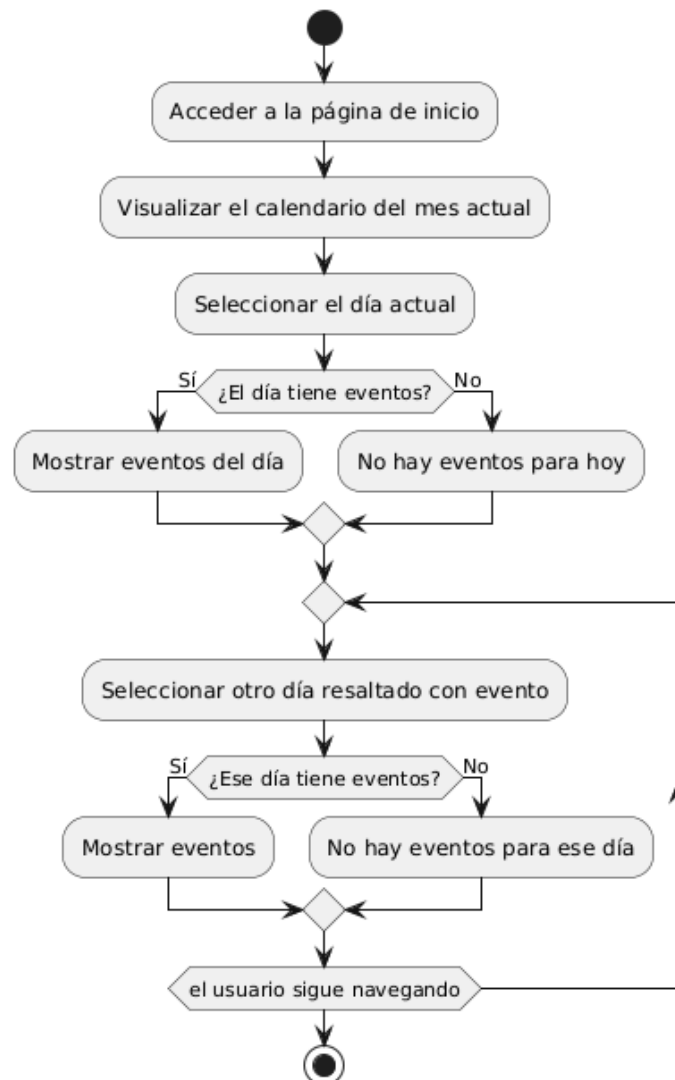 Acceder a la página de inicio
Visualizar el calendario del mes actual
Seleccionar el día actual
Sí
¿El día tiene eventos?
No
Mostrar eventos del día
No hay eventos para hoy
Seleccionar otro día resaltado con evento
Sí
¿Ese día tiene eventos?
No
Mostrar eventos
No hay eventos para ese día
el usuario sigue navegando